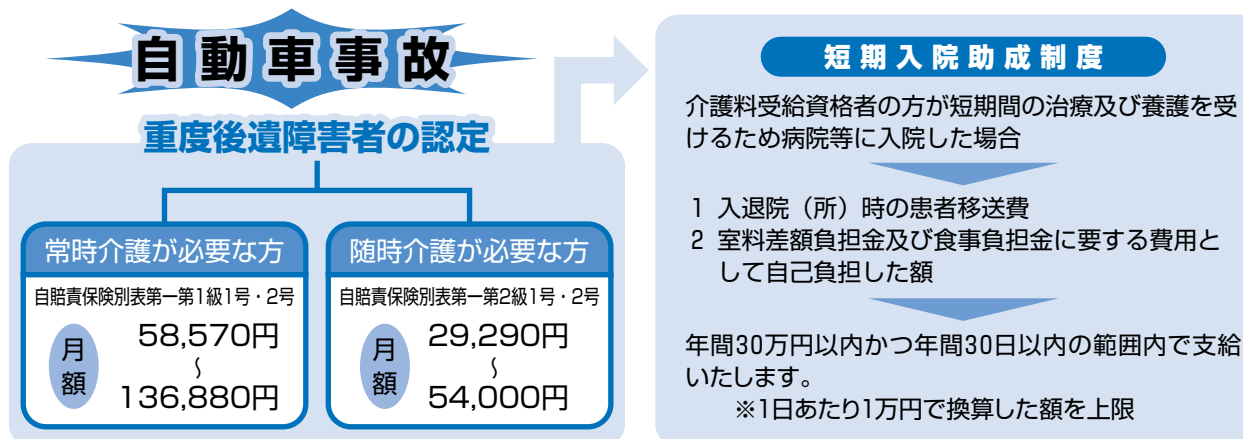 自動車事故
重度後遺障害者の認定
常時介護が必要な方
自賠責保険別表第一第1級1号・2号
月額
58,570円
〜
136,880円
随時介護が必要な方
自賠責保険別表第一第2級1号・2号
月額
29,290円
〜
54,000円
短期入院助成制度
介護料受給資格者の方が短期間の治療及び養護を受
けるため病院等に入院した場合
1 入退院（所）時の患者移送費
2 室料差額負担金及び食事負担金に要する費用と
して自己負担した額
年間30万円以内かつ年間30日以内の範囲内で支給
いたします。
※1日あたり1万円で換算した額を上限